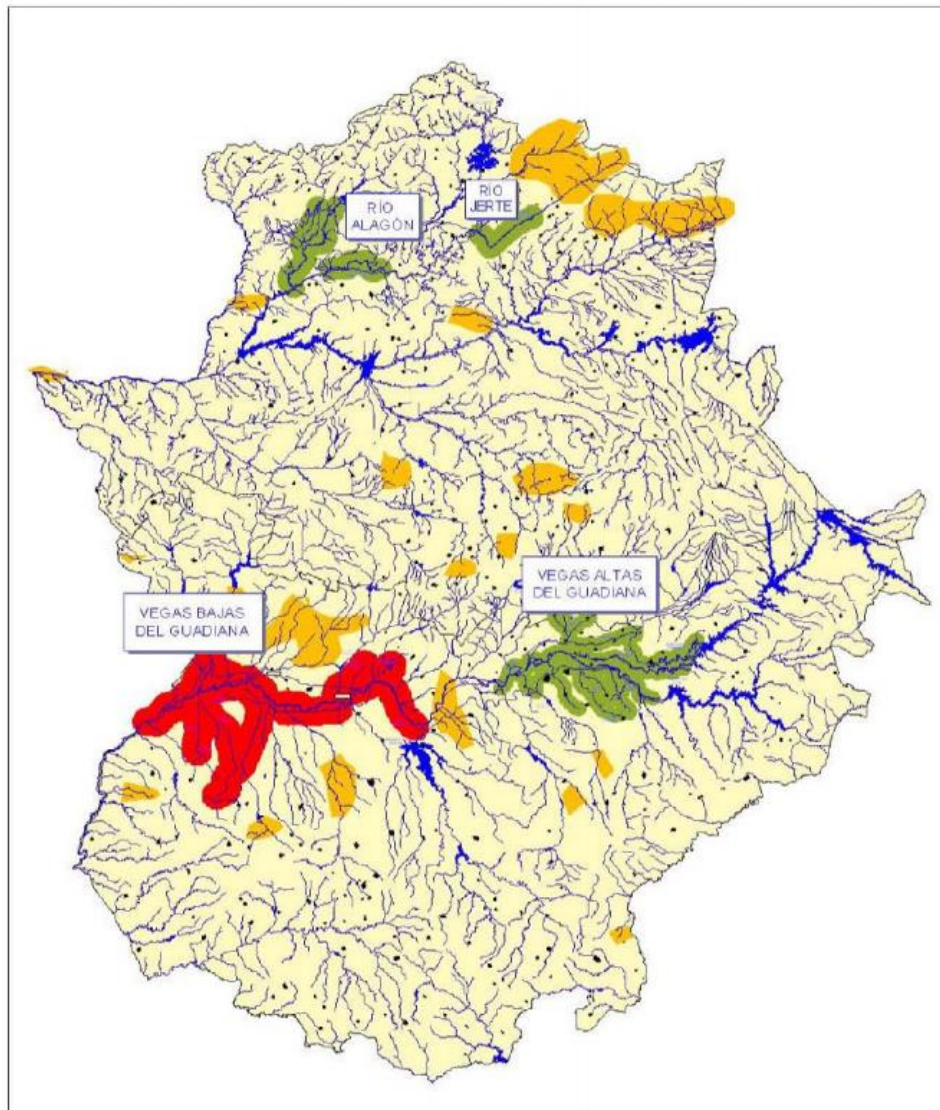 RÍO
ALAGÓN
RÍO
JERTE
VEGAS ALTAS
DEL GUADIANA
VEGAS BAJAS
DEL GUADIANA